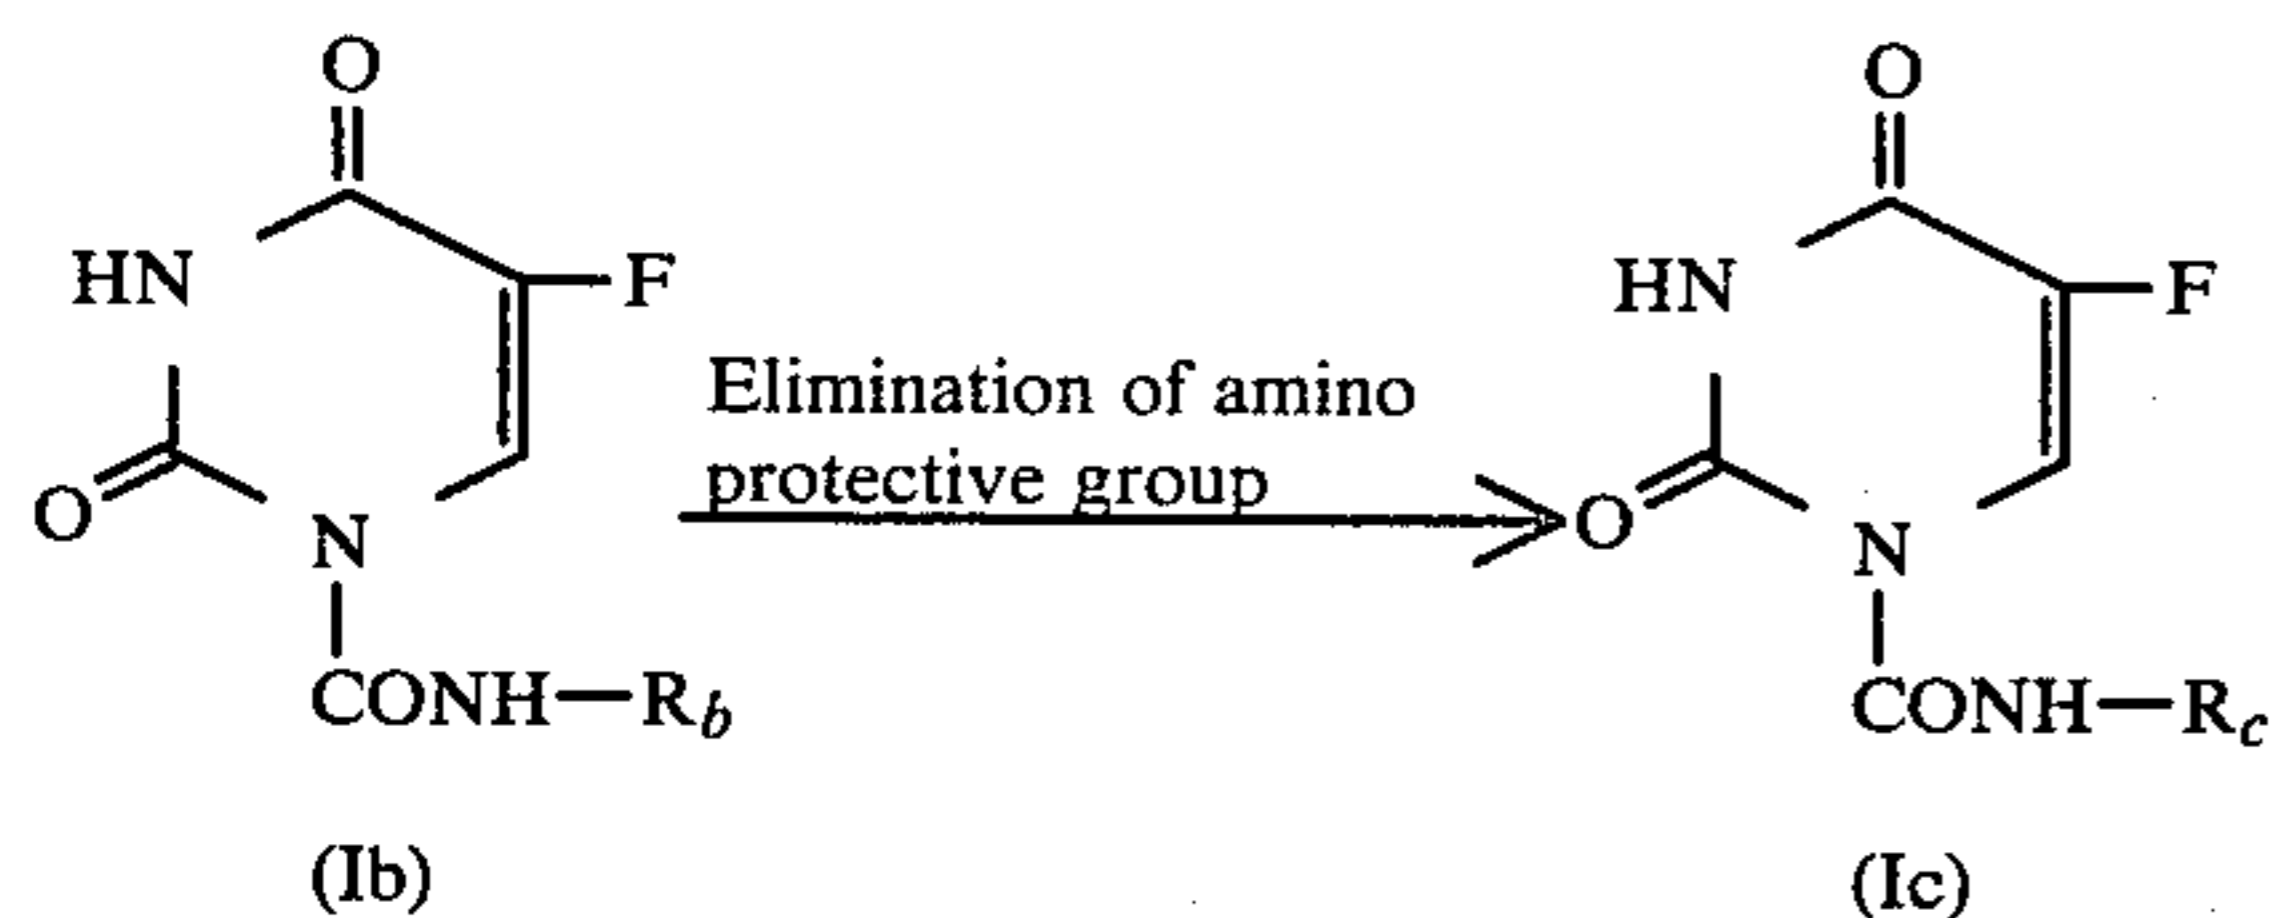 O
O
HN
F
HN
F
Elimination of amino
protective group
O
N
O
N
CONH—R_b
CONH—R_c
(Ib)
(Ic)